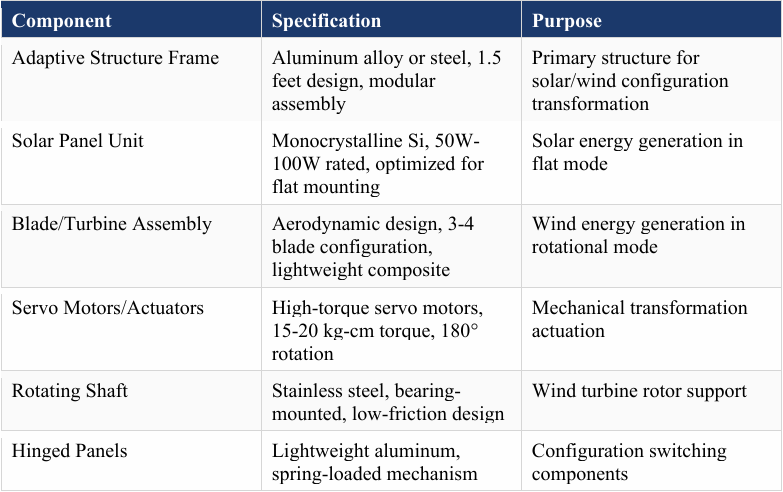 Component Specification Purpose
Adaptive Structure Frame Aluminum alloy or steel, 1.5 Primary structure for
feet design, modular solar/wind configuration
assembly transformation
Solar Panel Unit Monocrystalline Si, 50W- Solar energy generation in
100W rated, optimized for flat mode
flat mounting
Blade/Turbine Assembly Aerodynamic design, 3-4 Wind energy generation in
blade configuration, rotational mode
lightweight composite
Servo Motors/Actuators High-torque servo motors, Mechanical transformation
15-20 kg-cm torque, 180° actuation
rotation
Rotating Shaft Stainless steel, bearing- Wind turbine rotor support
mounted, low-friction design
Hinged Panels Lightweight aluminum, Configuration switching
spring-loaded mechanism components